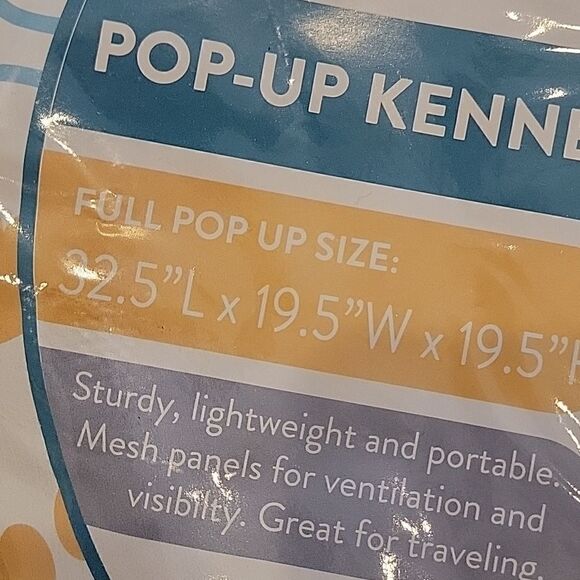 POP-UP KENNE
FULL POP UP SIZE:
32.5”L x 19.5”W x 19.5”H
Sturdy, lightweight and portable.
Mesh panels for ventilation and
visibilty. Great for traveling.